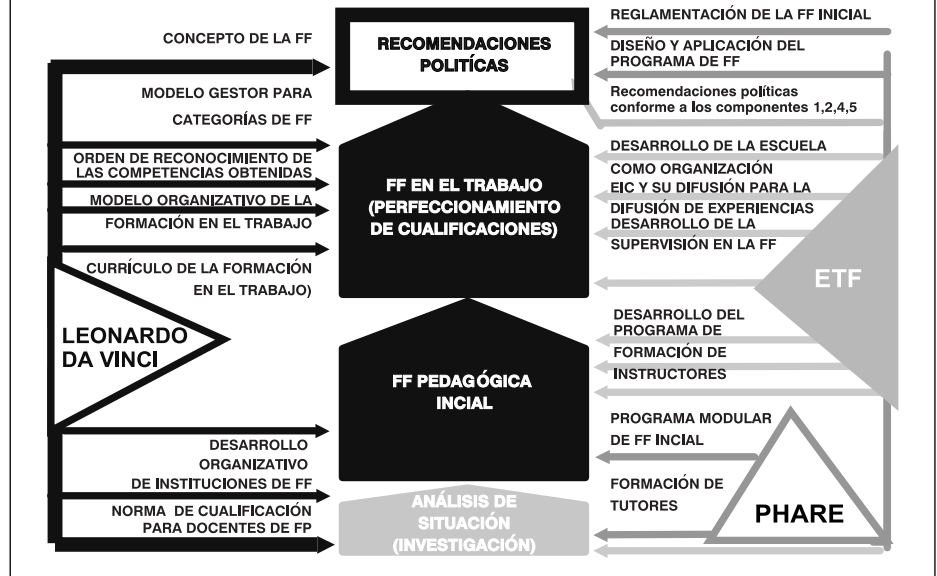 CONCEPTO DE LA FF
MODELO GESTOR PARA
CATEGORÍAS DE FF
ORDEN DE RECONOCIMIENTO DE
LAS COMPETENCIAS OBTENIDAS
MODELO ORGANIZATIVO DE LA
FORMACIÓN EN EL TRABAJO
CURRÍCULO DE LA FORMACIÓN
EN EL TRABAJO)
LEONARDO
DA VINCI
DESARROLLO
ORGANIZATIVO
DE INSTITUCIONES DE FF
NORMA DE CUALIFICACIÓN
PARA DOCENTES DE FP
RECOMENDACIONES
POLITÍCAS
FF EN EL TRABAJO
(PERFECCIONAMIENTO
DE CUALIFICACIONES)
FF PEDAGÓGICA
INCIAL
ANÁLISIS DE
SITUACIÓN
(INVESTIGACIÓN)
REGLAMENTACIÓN DE LA FF INICIAL
DISEÑO Y APLICACIÓN DEL
PROGRAMA DE FF
Recomendaciones políticas
conforme a los componentes 1,2,4,5
DESARROLLO DE LA ESCUELA
COMO ORGANIZACIÓN
EIC Y SU DIFUSIÓN PARA LA
DIFUSIÓN DE EXPERIENCIAS
DESARROLLO DE LA
SUPERVISIÓN EN LA FF
ETF
DESARROLLO DEL
PROGRAMA DE
FORMACIÓN DE
INSTRUCTORES
PROGRAMA MODULAR
DE FF INCIAL
FORMACIÓN DE
TUTORES
PHARE